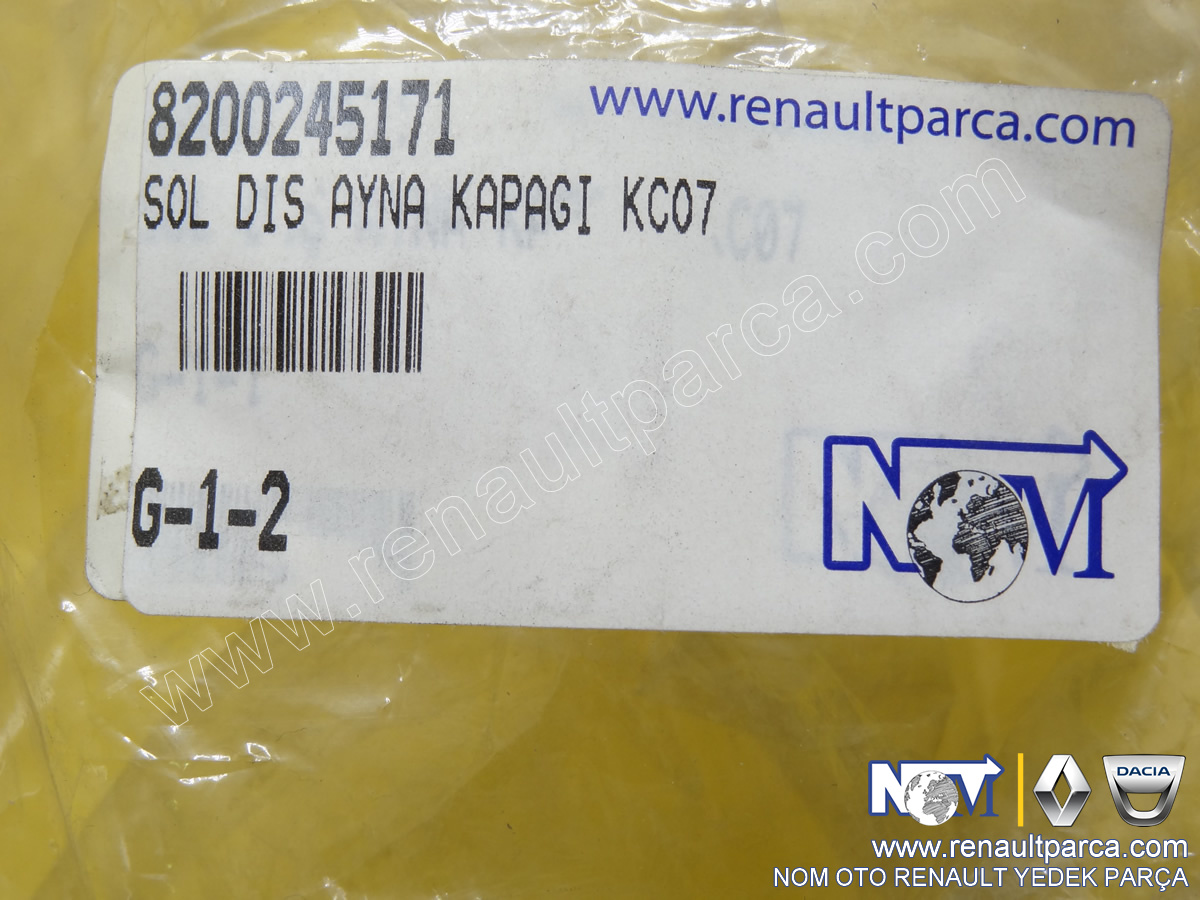 8200245171
www.renaultparca.com
SOL DIS AYNA KAPAGI KC07
G-1-2
NOM
www.renaultparca.com
NOM
DACIA
www.renaultparca.com
NOM OTO RENAULT YEDEK PARÇA